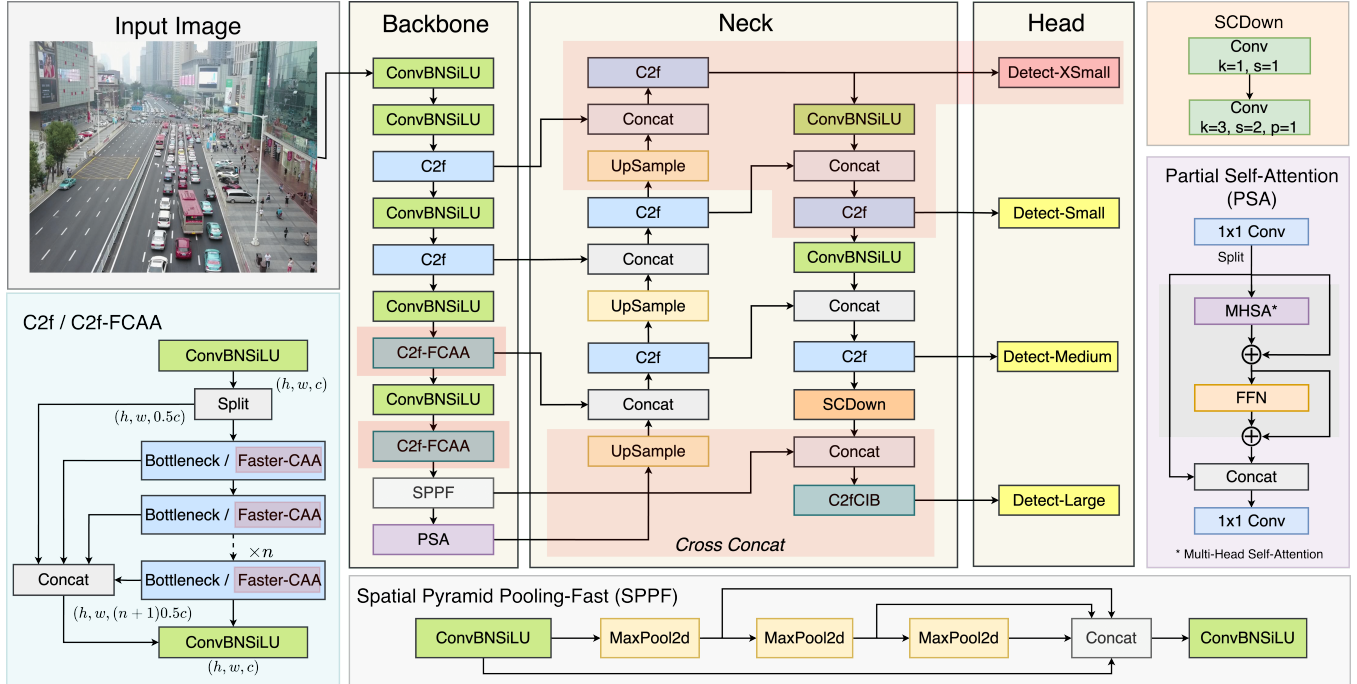 Input Image
Backbone
ConvBNSiLU
ConvBNSiLU
C2f
ConvBNSiLU
C2f
ConvBNSiLU
C2f-FCAA
ConvBNSiLU
C2f-FCAA
SPPF
PSA
Neck
C2f
Concat
UpSample
C2f
Concat
UpSample
C2f
Concat
UpSample
ConvBNSiLU
Concat
C2f
ConvBNSiLU
Concat
C2f
SCDown
Concat
C2fCIB
Cross Concat
Head
Detect-XSmall
Detect-Small
Detect-Medium
Detect-Large
SCDown
Conv
k=1, s=1
Conv
k=3, s=2, p=1
Partial Self-Attention
(PSA)
1x1 Conv
Split
MHSA*
FFN
Concat
1x1 Conv
* Multi-Head Self-Attention
C2f / C2f-FCAA
ConvBNSiLU
(h, w, c)
Split
(h, w, 0.5c)
Bottleneck / Faster-CAA
Bottleneck / Faster-CAA
×n
Bottleneck / Faster-CAA
Concat
(h, w, (n + 1)0.5c)
ConvBNSiLU
(h, w, c)
Spatial Pyramid Pooling-Fast (SPPF)
ConvBNSiLU
MaxPool2d
MaxPool2d
MaxPool2d
Concat
ConvBNSiLU